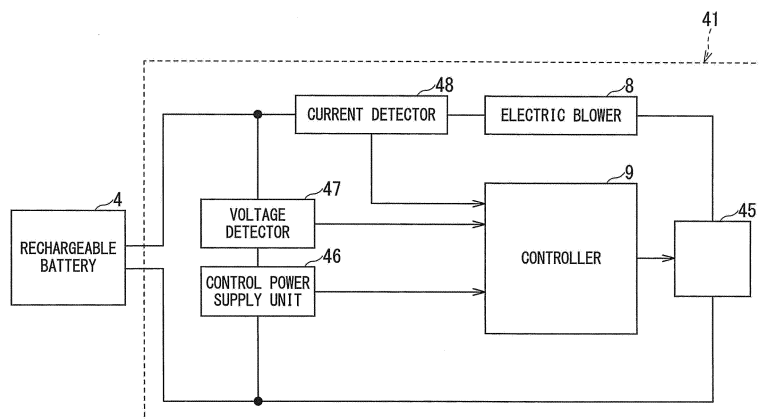 41
48
CURRENT DETECTOR
8
ELECTRIC BLOWER
4
RECHARGEABLE
BATTERY
47
VOLTAGE
DETECTOR
46
CONTROL POWER
SUPPLY UNIT
9
CONTROLLER
45